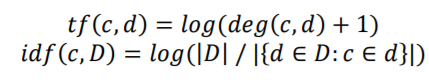 tf(c,d) = log(deg(c,d) + 1)
idf(c,D) = log(|D| / |{d ∈ D: c ∈ d}|)